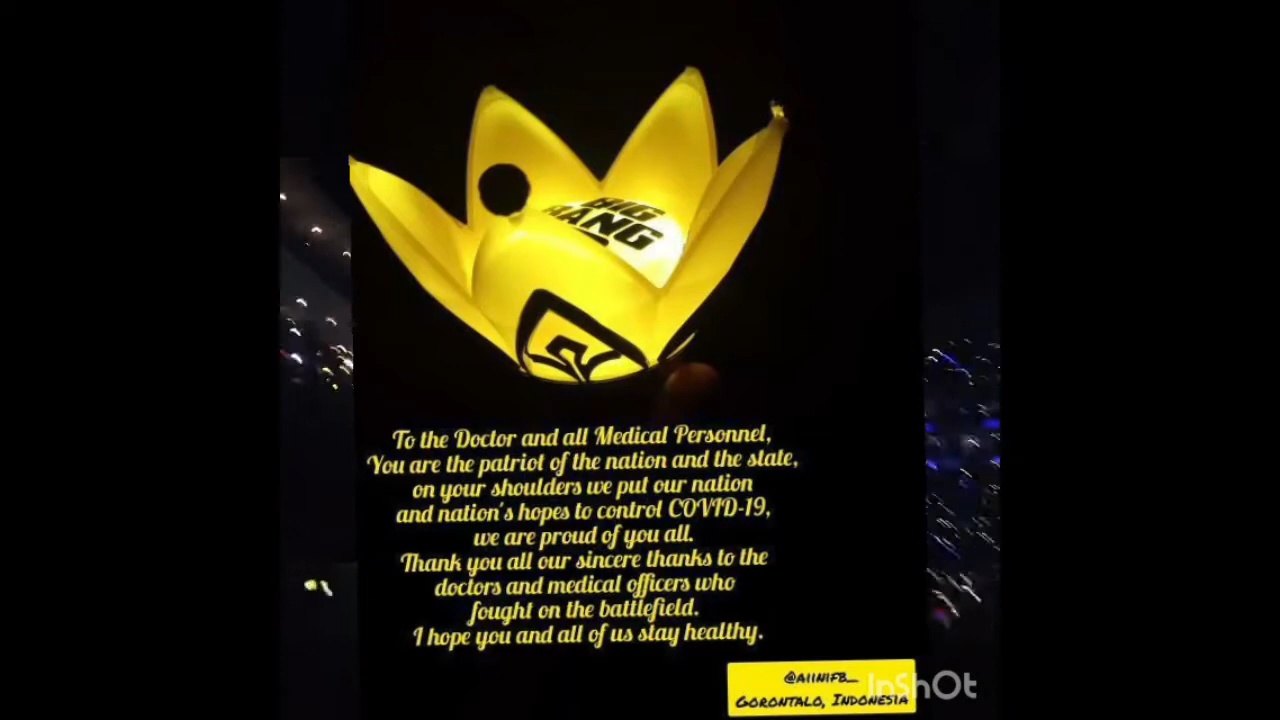 BIG
BANG
To the Doctor and all Medical Personnel,
You are the patriot of the nation and the state,
on your shoulders we put our nation
and nation's hopes to control COVID-19,
we are proud of you all.
Thank you all our sincere thanks to the
doctors and medical officers who
fought on the battlefield.
I hope you and all of us stay healthy.
@AIINIFB_
GORONTALO, INDONESIA
InShOt